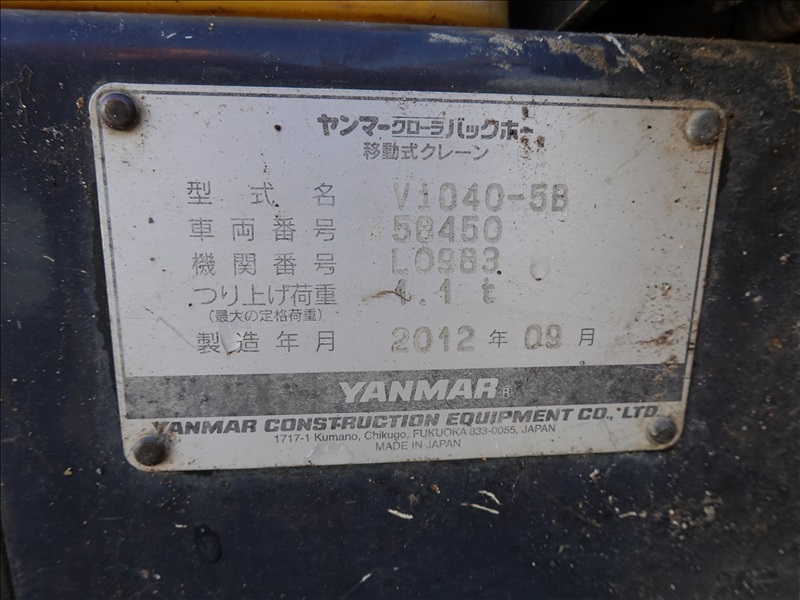 ヤンマークローラバックホー
移動式クレーン
型式名 ViO40-5B
車両番号 58450
機関番号 L0983
つり上げ荷重 1.1 t
(最大の定格荷重)
製造年月 2012 年 09 月
YANMAR®
YANMAR CONSTRUCTION EQUIPMENT CO., LTD.
1717-1 Kumano, Chikugo, FUKUOKA 833-0055, JAPAN
MADE IN JAPAN